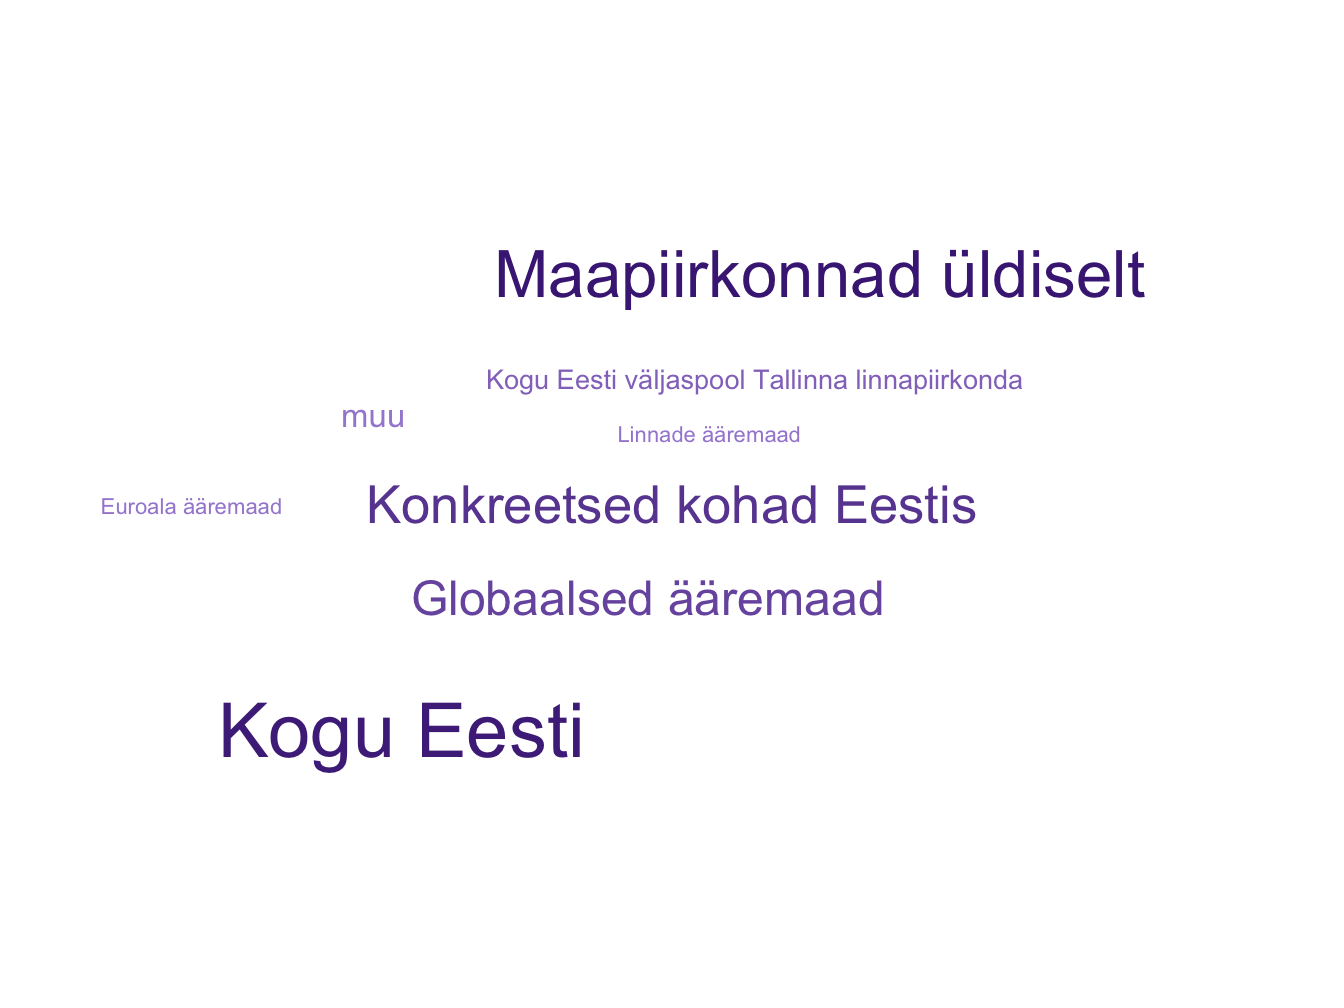 Maapiirkonnad üldiselt
Kogu Eesti väljaspool Tallinna linnapiirkonda
muu
Linnade ääremaad
Euroala ääremaad
Konkreetsed kohad Eestis
Globaalsed ääremaad
Kogu Eesti